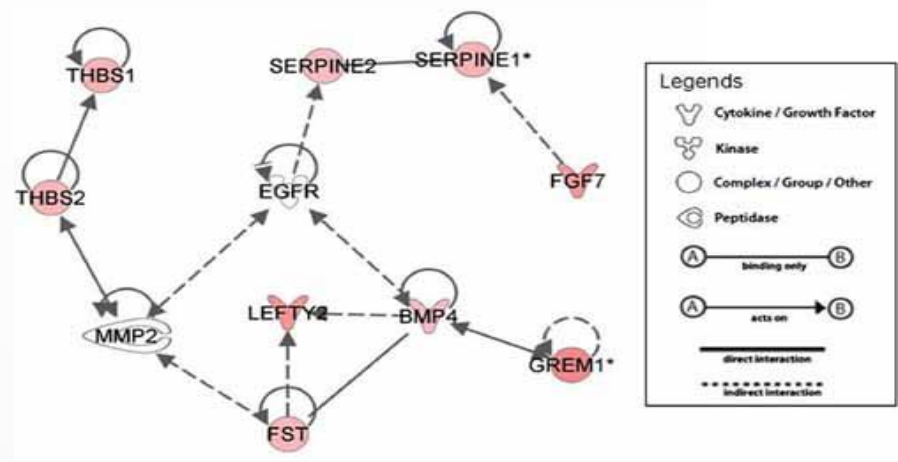 THBS1
SERPINE2
SERPINE1*
THBS2
EGFR
FGF7
MMP2
LEFTY2
BMP4
GREM1*
FST
Legends
Cytokine / Growth Factor
Kinase
Complex / Group / Other
Peptidase
A B
binding only
A B
acts on
direct interaction
indirect interaction